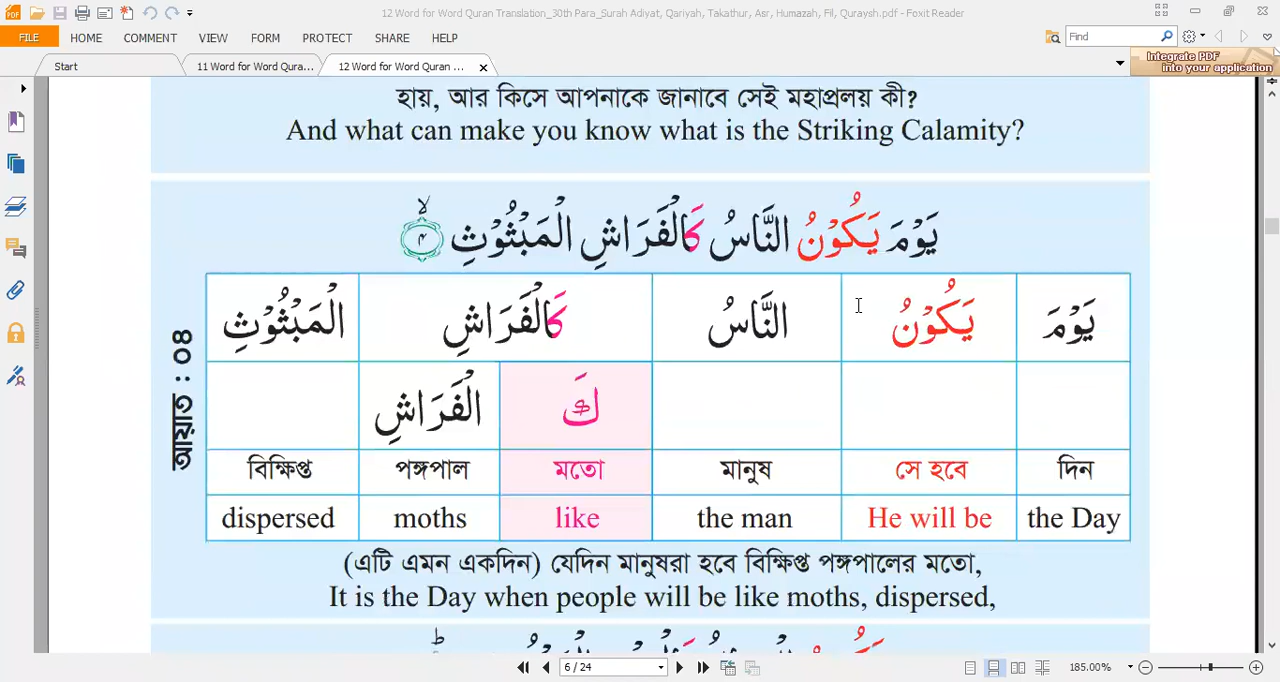 12 Word for Word Quran Translation_30th Para_Surah Adiyat, Qariyah, Takathur, Asr, Humazah, Fil, Quraysh.pdf - Foxit Reader
FILE HOME COMMENT VIEW FORM PROTECT SHARE HELP
Find
Integrate PDF
into your application
Start 11 Word for Word Qura... 12 Word for Word Quran ...
হায়, আর কিসে আপনাকে জানাবে সেই মহাপ্রলয় কী?
And what can make you know what is the Striking Calamity?
يَوْمَ يَكُوْنُ النَّاسُ كَالْفَرَاشِ الْمَبْثُوْثِ ۙ ﴿۴﴾
يَوْمَ يَكُوْنُ النَّاسُ كَالْفَرَاشِ الْمَبْثُوْثِ
كَ الْفَرَاشِ
আয়াত : 08
বিক্ষিপ্ত পঙ্গপাল মতো মানুষ সে হবে দিন
dispersed moths like the man He will be the Day
(এটি এমন একদিন) যেদিন মানুষরা হবে বিক্ষিপ্ত পঙ্গপালের মতো,
It is the Day when people will be like moths, dispersed,
6 / 24
185.00%